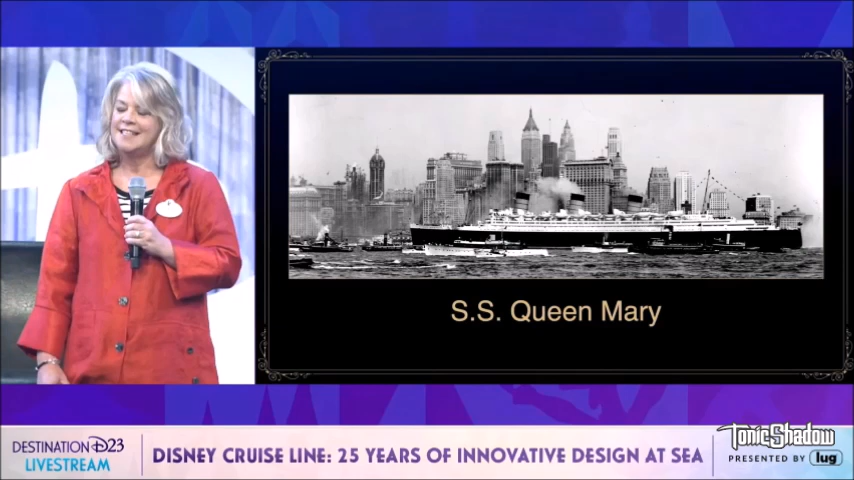 S.S. Queen Mary
DESTINATION D23
LIVESTREAM
DISNEY CRUISE LINE: 25 YEARS OF INNOVATIVE DESIGN AT SEA
TonicShadow
PRESENTED BY lug